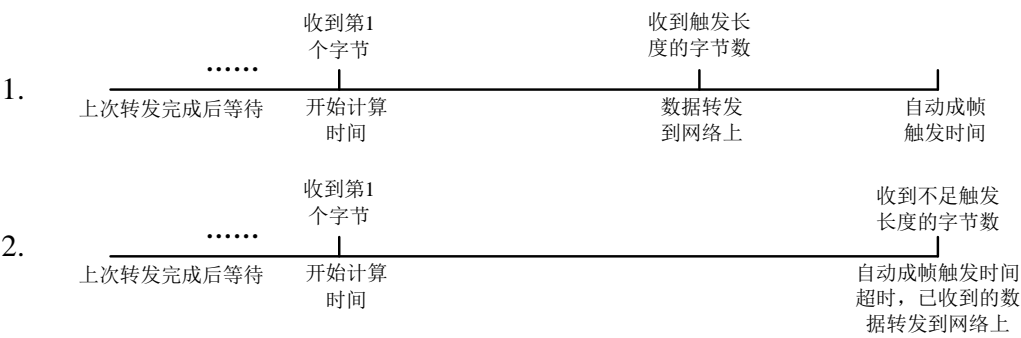 收到第1
个字节
收到触发长
度的字节数
……
1.
上次转发完成后等待
开始计算
时间
数据转发
到网络上
自动成帧
触发时间
收到第1
个字节
收到不足触发
长度的字节数
……
2.
上次转发完成后等待
开始计算
时间
自动成帧触发时间
超时，已收到的数
据转发到网络上